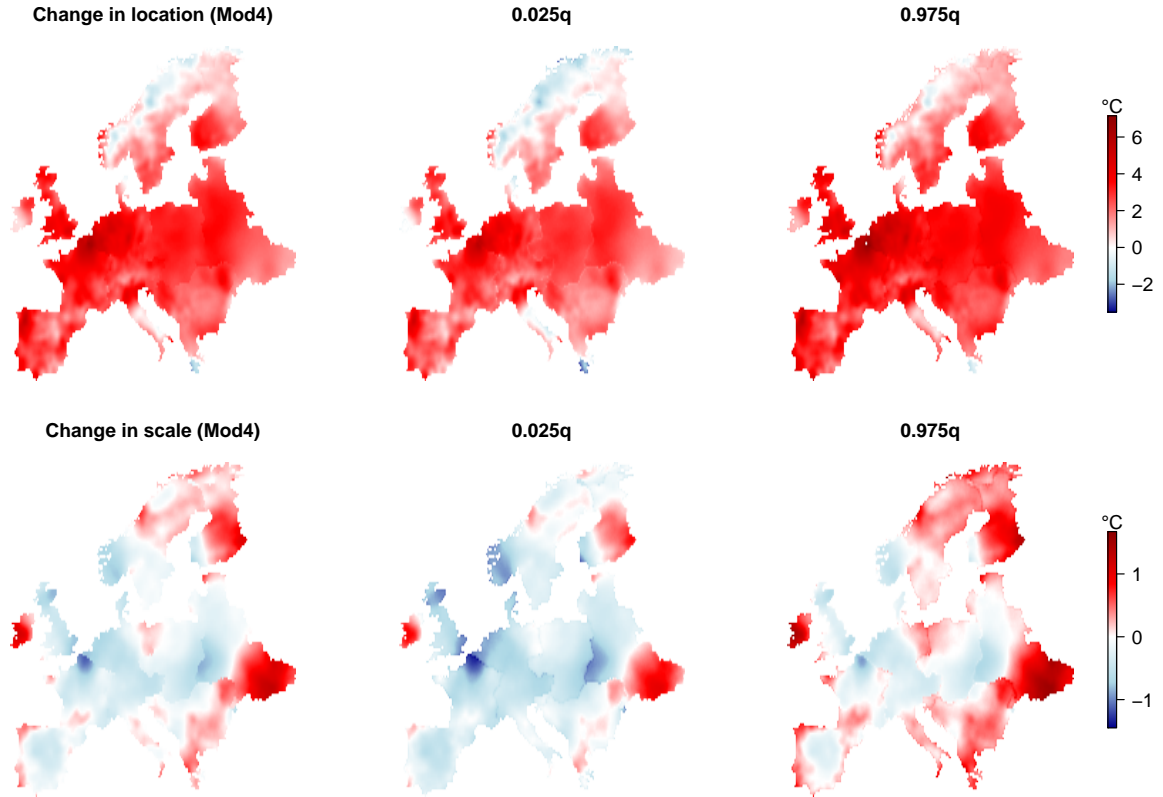 Change in location (Mod4)
0.025q
0.975q
°C
6
4
2
0
−2
Change in scale (Mod4)
0.025q
0.975q
°C
1
0
−1